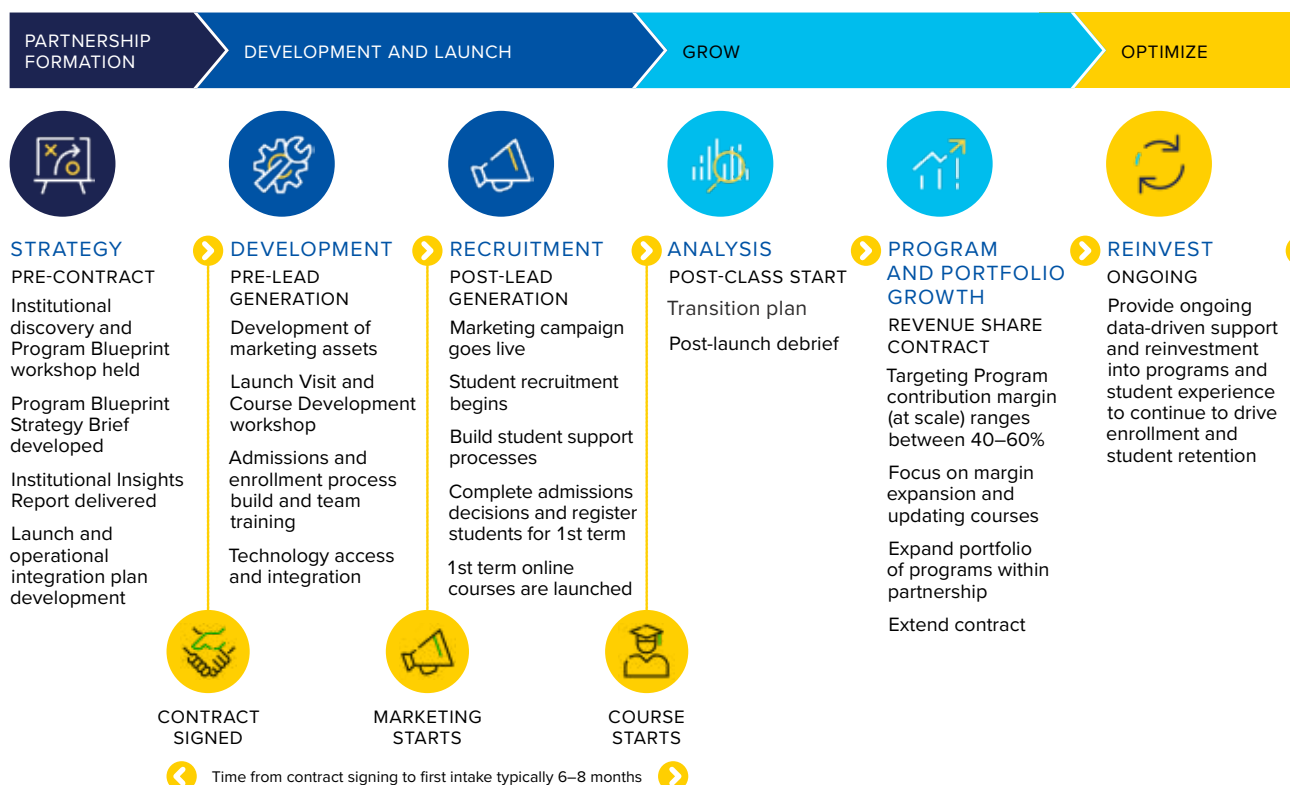 PARTNERSHIP
FORMATION
DEVELOPMENT AND LAUNCH
GROW
OPTIMIZE
STRATEGY
PRE-CONTRACT
Institutional
discovery and
Program Blueprint
workshop held
Program Blueprint
Strategy Brief
developed
Institutional Insights
Report delivered
Launch and
operational
integration plan
development
DEVELOPMENT
PRE-LEAD
GENERATION
Development of
marketing assets
Launch Visit and
Course Development
workshop
Admissions and
enrollment process
build and team
training
Technology access
and integration
RECRUITMENT
POST-LEAD
GENERATION
Marketing campaign
goes live
Student recruitment
begins
Build student support
processes
Complete admissions
decisions and register
students for 1st term
1st term online
courses are launched
ANALYSIS
POST-CLASS START
Transition plan
Post-launch debrief
PROGRAM
AND PORTFOLIO
GROWTH
REVENUE SHARE
CONTRACT
Targeting Program
contribution margin
(at scale) ranges
between 40–60%
Focus on margin
expansion and
updating courses
Expand portfolio
of programs within
partnership
Extend contract
REINVEST
ONGOING
Provide ongoing
data-driven support
and reinvestment
into programs and
student experience
to continue to drive
enrollment and
student retention
CONTRACT
SIGNED
MARKETING
STARTS
COURSE
STARTS
Time from contract signing to first intake typically 6–8 months